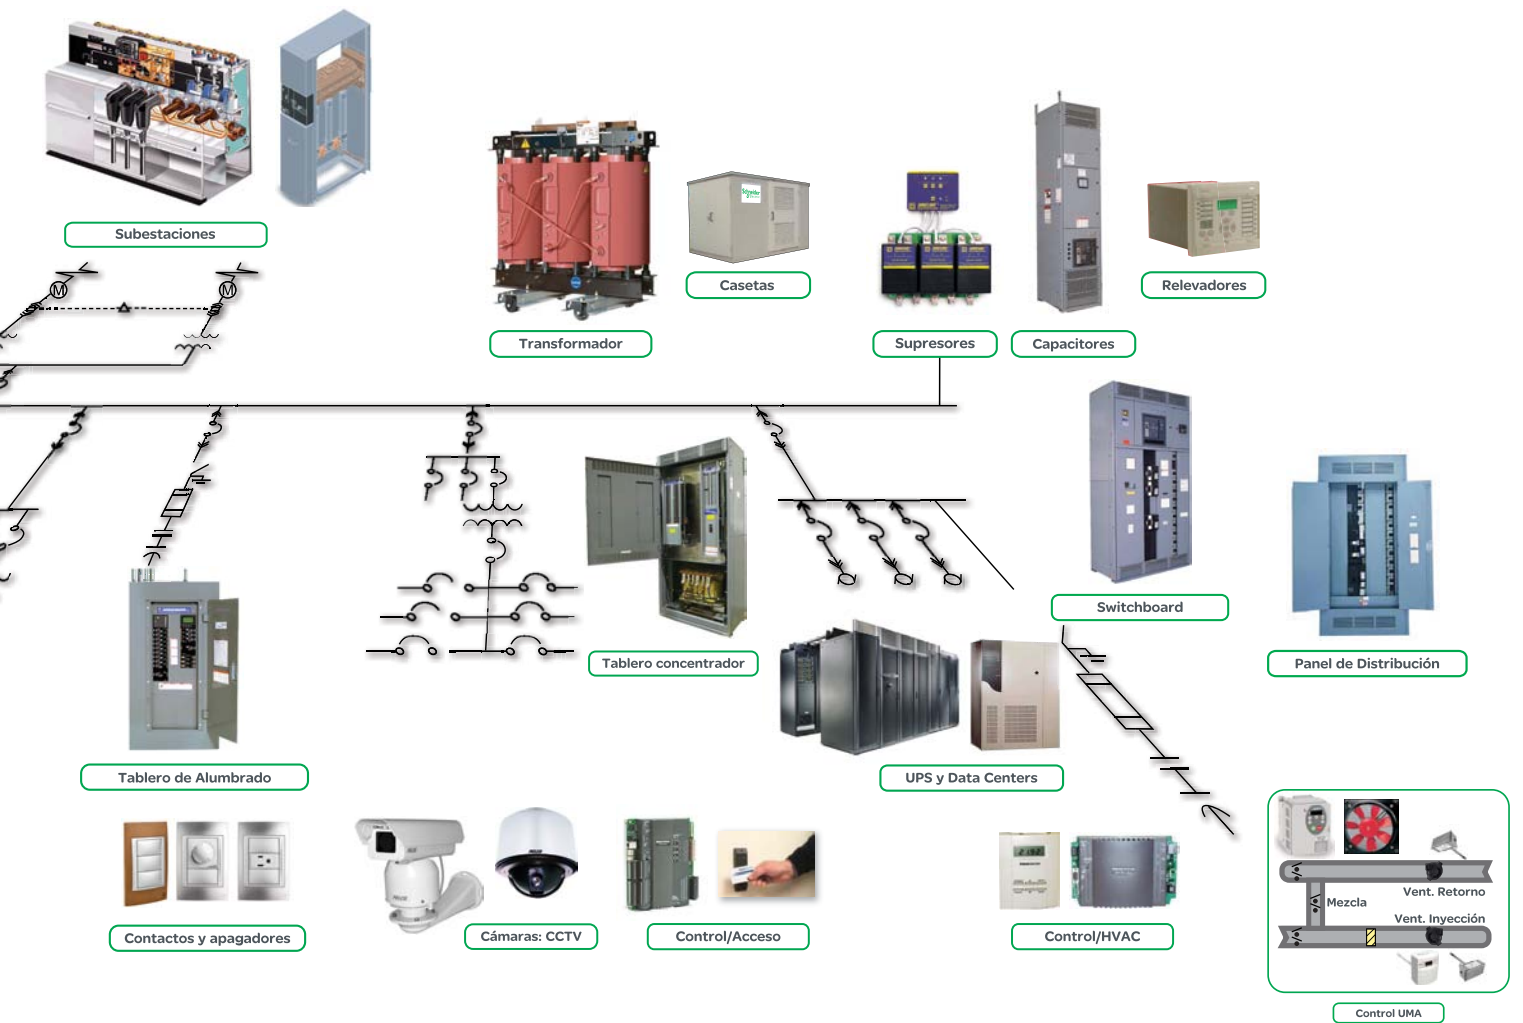 Subestaciones
M
M
Schneider
Casetas
Relevadores
Transformador
Supresores
Capacitores
Switchboard
Tablero concentrador
Panel de Distribución
Tablero de Alumbrado
UPS y Data Centers
Vent. Retorno
Mezcla
Vent. Inyección
Contactos y apagadores
Cámaras: CCTV
Control/Acceso
Control/HVAC
Control UMA